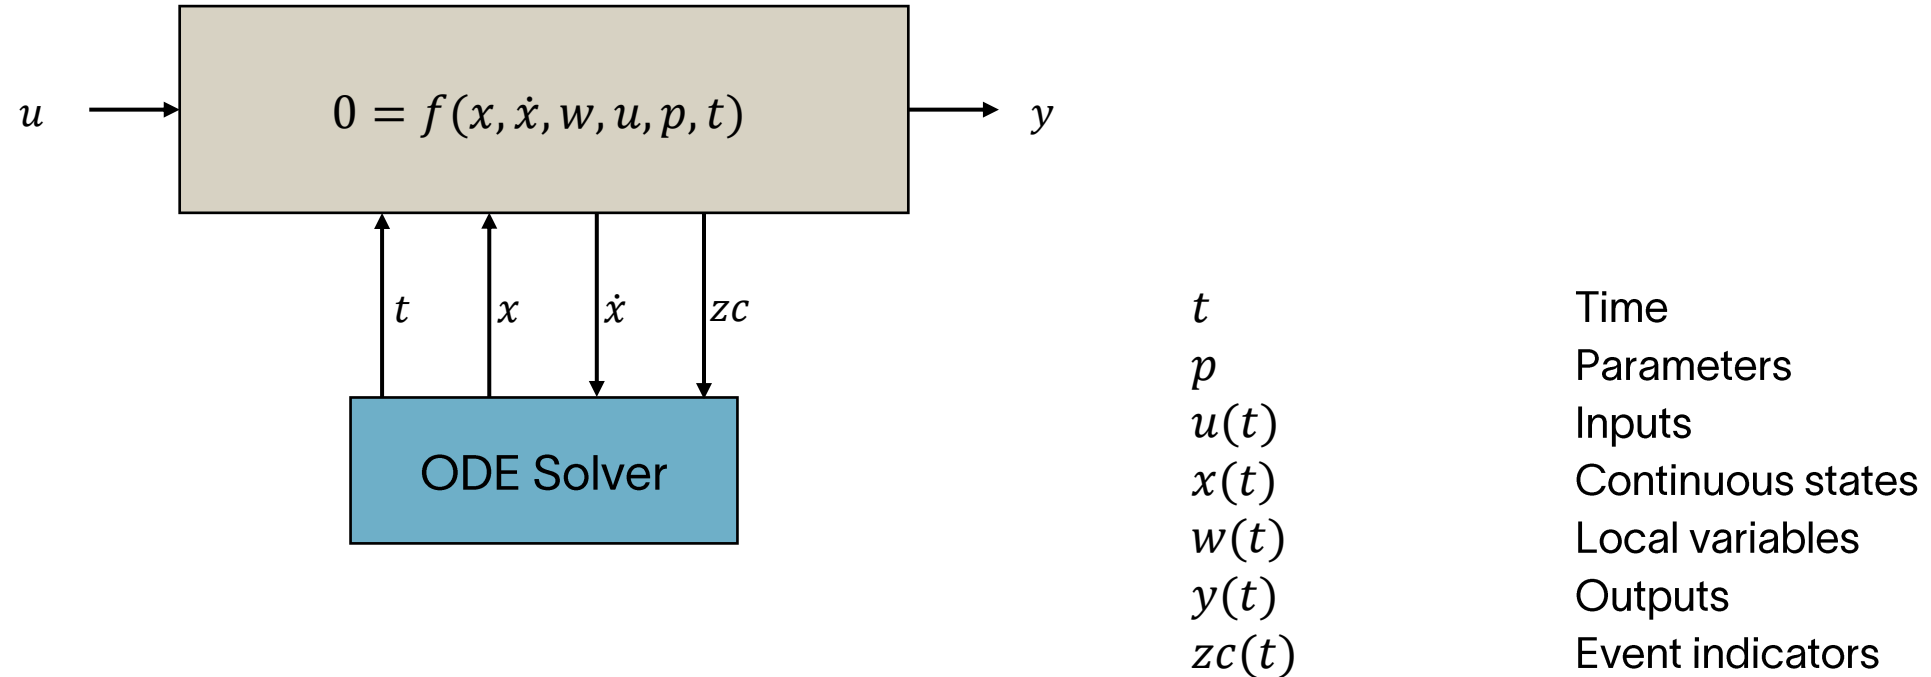 u
0 = f(x, ẋ, w, u, p, t)
y
t
x
ẋ
zc
ODE Solver
t Time
p Parameters
u(t) Inputs
x(t) Continuous states
w(t) Local variables
y(t) Outputs
zc(t) Event indicators